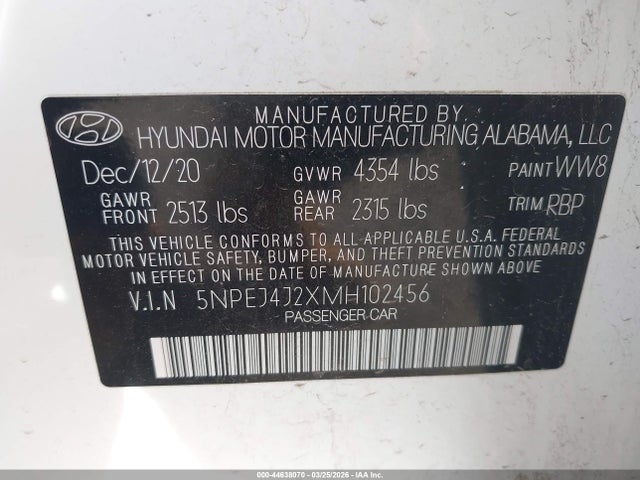 MANUFACTURED BY
HYUNDAI MOTOR MANUFACTURING ALABAMA, LLC
Dec/12/20 GVWR 4354 lbs PAINT WW8
GAWR FRONT 2513 lbs GAWR REAR 2315 lbs TRIM RBP
THIS VEHICLE CONFORMS TO ALL APPLICABLE U.S.A. FEDERAL
MOTOR VEHICLE SAFETY, BUMPER, AND THEFT PREVENTION STANDARDS
IN EFFECT ON THE DATE OF MANUFACTURE SHOWN ABOVE
V.I.N 5NPEJ4J2XMH102456
PASSENGER CAR
000-44638070 — 03/25/2026 — IAA Inc.